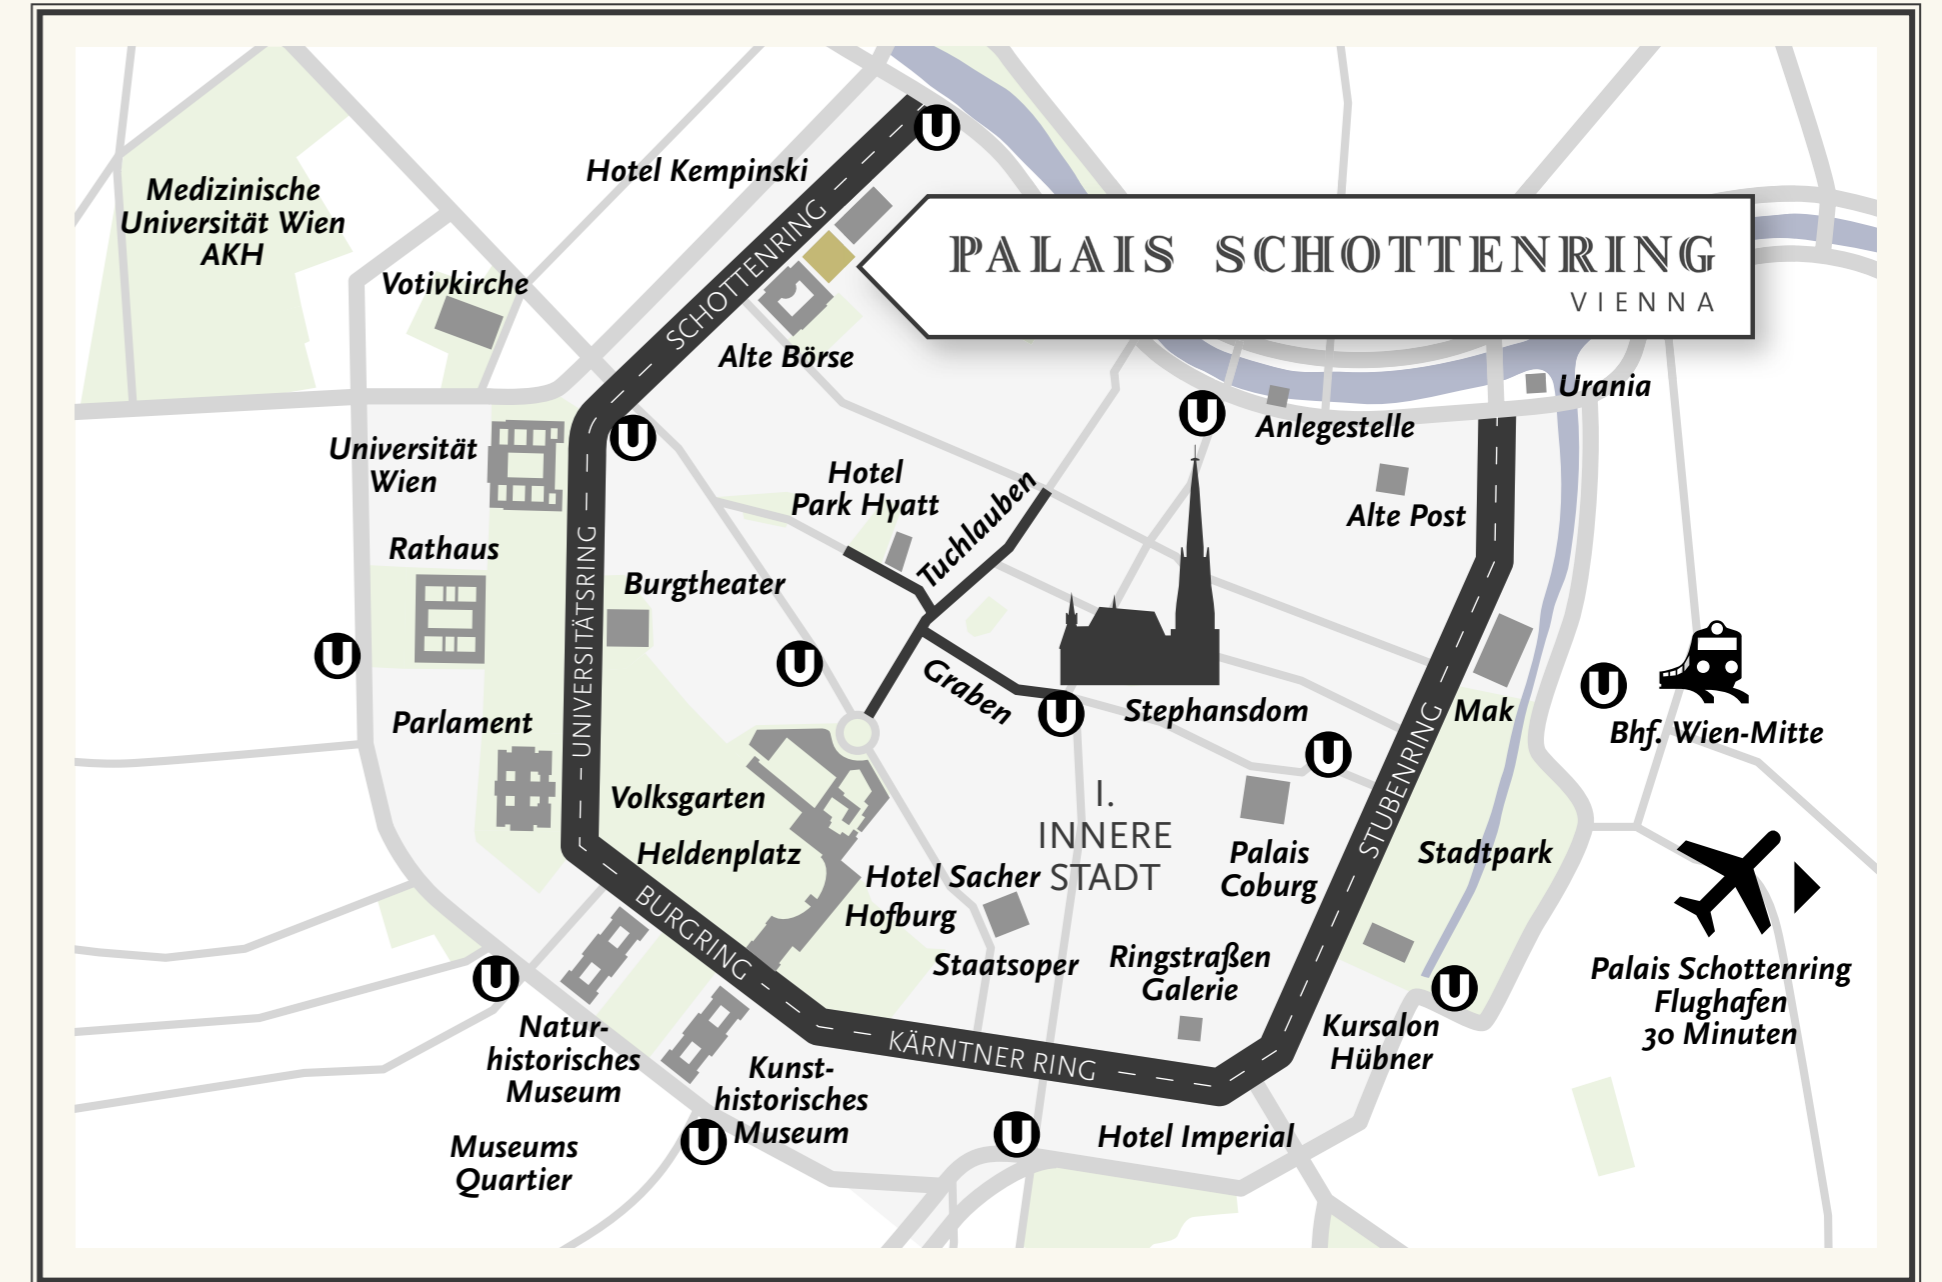 U
Hotel Kempinski
Medizinische
Universität Wien
AKH
SCHOTTENRING
PALAIS SCHOTTENRING
VIENNA
Votivkirche
Alte Börse
Urania
U
Anlegestelle
U
Universität
Wien
Hotel
Park Hyatt
Tuchlauben
Alte Post
Rathaus
UNIVERSITÄTSRING
Burgtheater
U
U
Graben
U
Stephansdom
Mak
U
Bhf. Wien-Mitte
Parlament
U
Volksgarten
Heldenplatz
I.
INNERE
STADT
STUBENRING
Palais
Coburg
Stadtpark
Hotel Sacher
Hofburg
BURGRING
Staatsoper
Ringstraßen
Galerie
U
Palais Schottenring
Flughafen
30 Minuten
U
Natur-
historisches
Museum
KÄRNTNER RING
Kursalon
Hübner
Kunst-
historisches
Museum
U
U
Hotel Imperial
Museums
Quartier